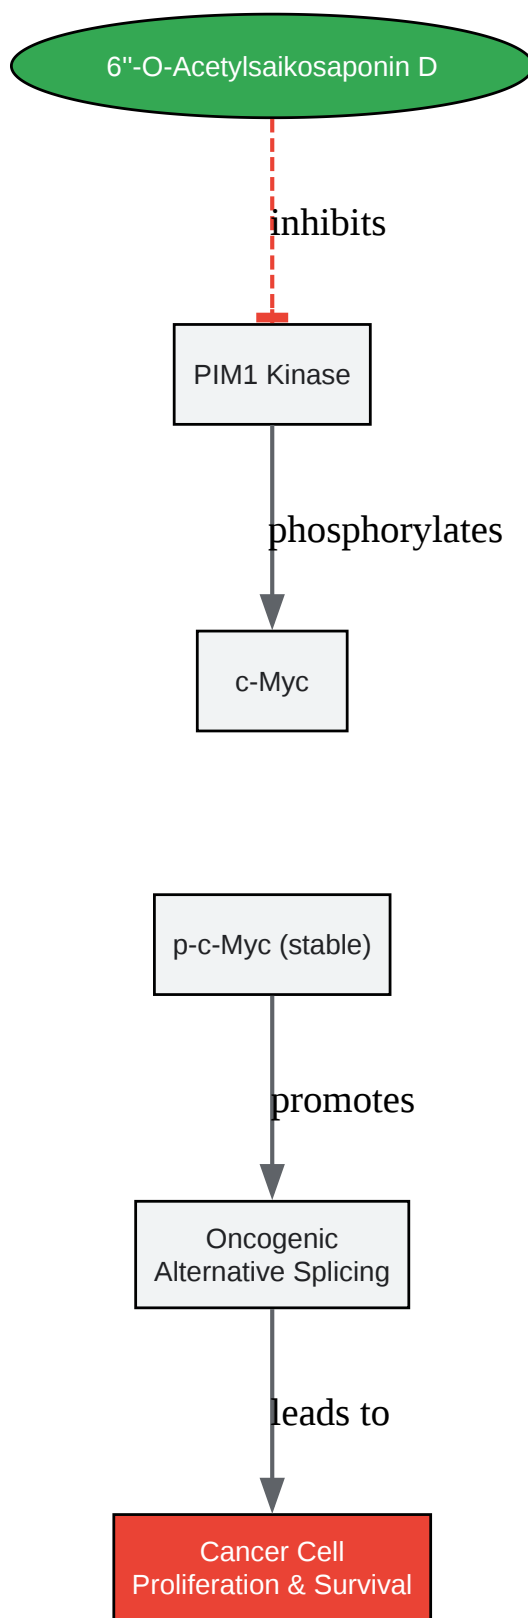 6''-O-Acetylsaikosaponin D
inhibits
PIM1 Kinase
phosphorylates
c-Myc
p-c-Myc (stable)
promotes
Oncogenic
Alternative Splicing
leads to
Cancer Cell
Proliferation & Survival